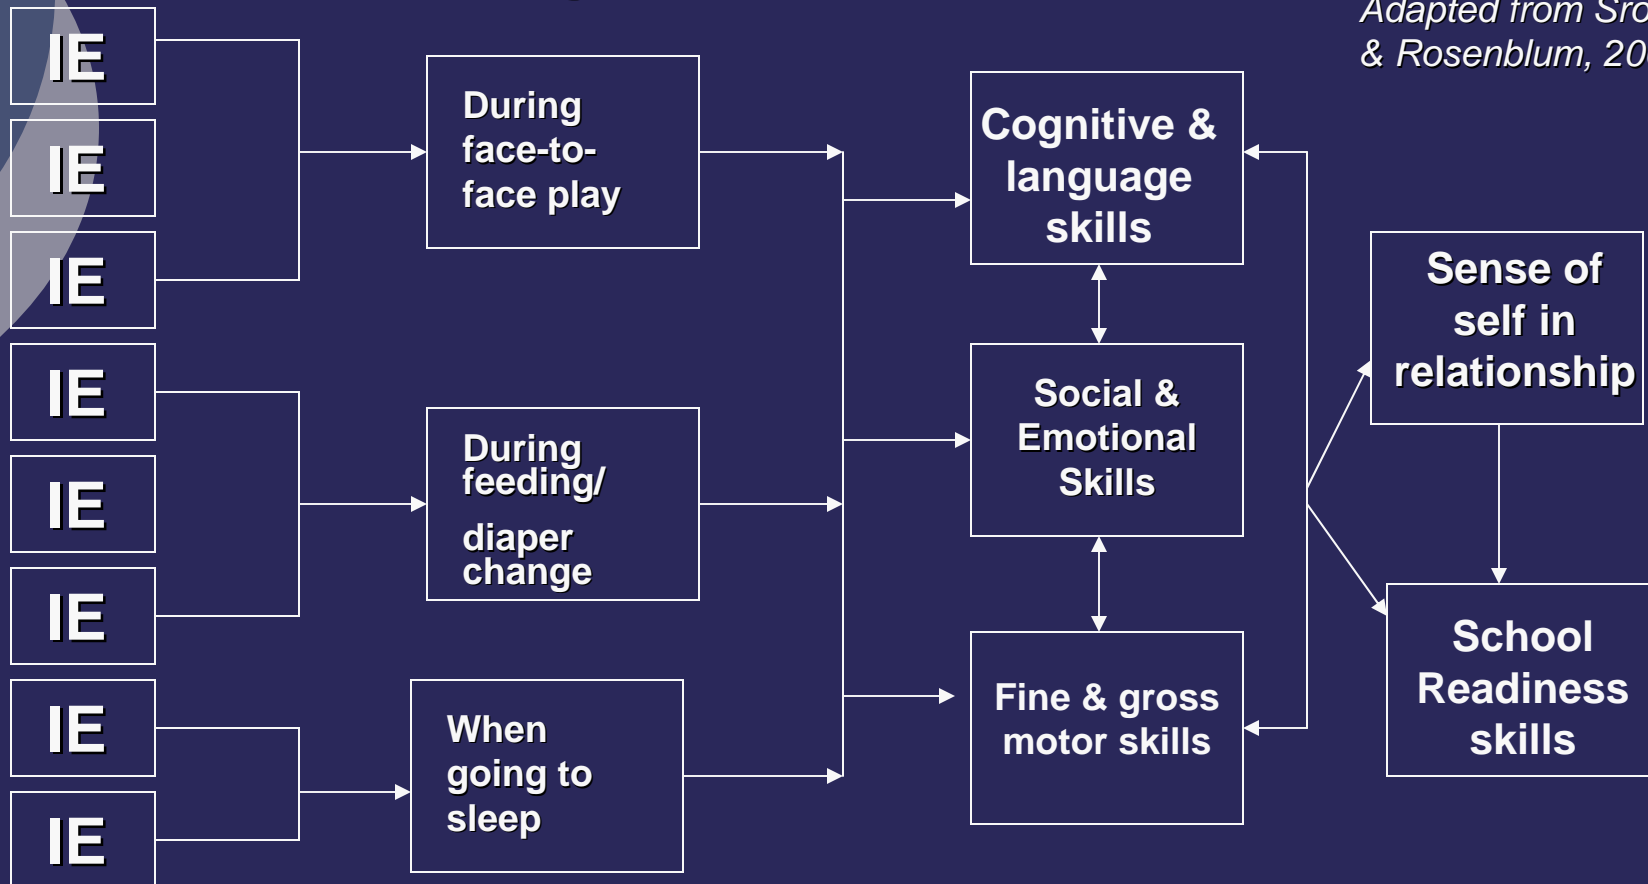 Adapted from
& Rosenblum,
IE
IE
IE
IE
IE
IE
IE
IE
During
face-to-
face play
During
feeding/
diaper
change
When
going to
sleep
Cognitive &
language
skills
Social &
Emotional
Skills
Fine & gross
motor skills
Sense of
self in
relationship
School
Readiness
skills